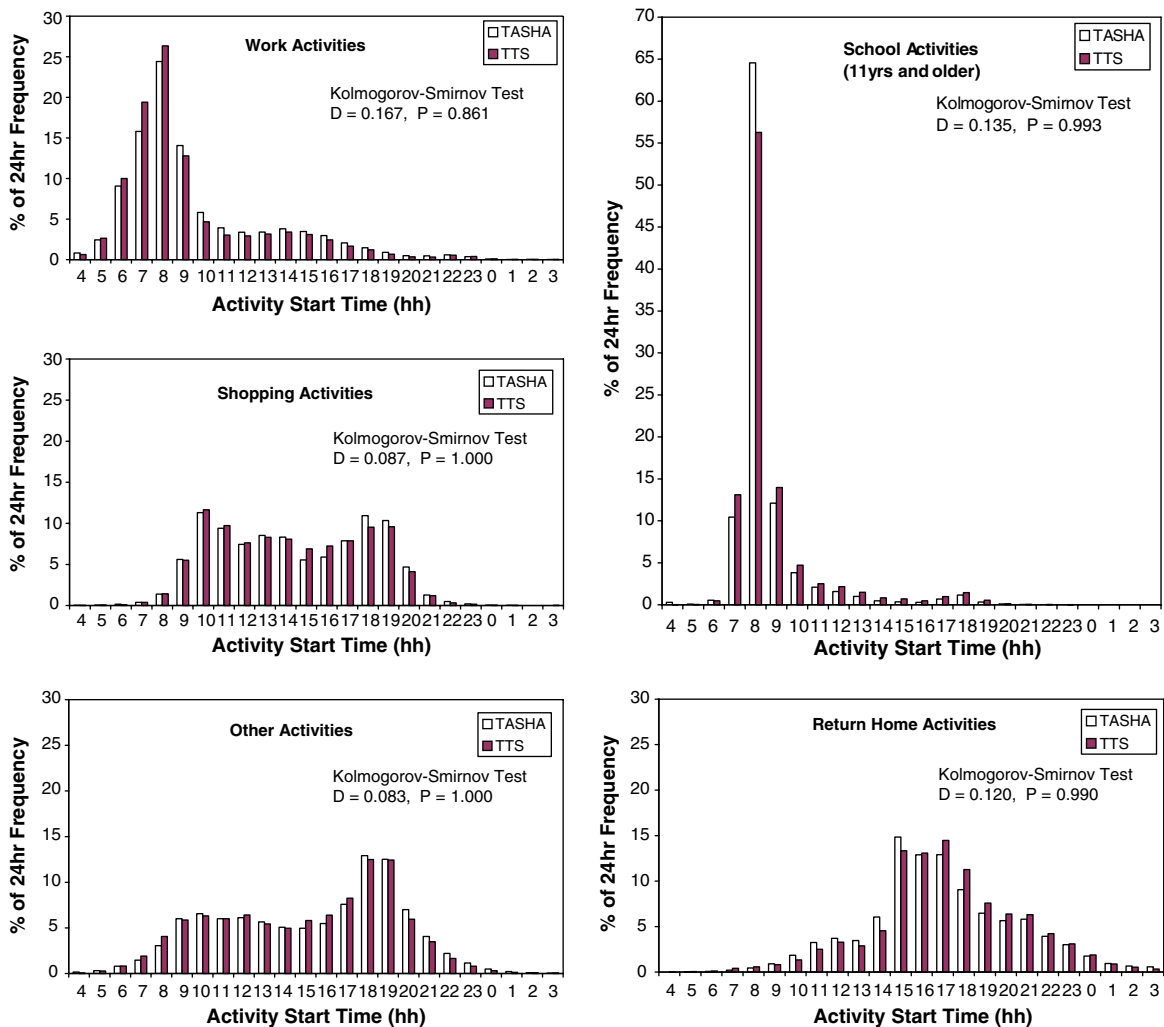 Work Activities
TASHA
TTS
Kolmogorov-Smirnov Test
D = 0.167, P = 0.861
% of 24hr Frequency
30
25
20
15
10
5
0
4 5 6 7 8 9 10 11 12 13 14 15 16 17 18 19 20 21 22 23 0 1 2 3
Activity Start Time (hh)
Shopping Activities
TASHA
TTS
Kolmogorov-Smirnov Test
D = 0.087, P = 1.000
% of 24hr Frequency
30
25
20
15
10
5
0
4 5 6 7 8 9 10 11 12 13 14 15 16 17 18 19 20 21 22 23 0 1 2 3
Activity Start Time (hh)
Other Activities
TASHA
TTS
Kolmogorov-Smirnov Test
D = 0.083, P = 1.000
% of 24hr Frequency
30
25
20
15
10
5
0
4 5 6 7 8 9 10 11 12 13 14 15 16 17 18 19 20 21 22 23 0 1 2 3
Activity Start Time (hh)
School Activities
(11yrs and older)
TASHA
TTS
Kolmogorov-Smirnov Test
D = 0.135, P = 0.993
% of 24hr Frequency
70
65
60
55
50
45
40
35
30
25
20
15
10
5
0
4 5 6 7 8 9 10 11 12 13 14 15 16 17 18 19 20 21 22 23 0 1 2 3
Activity Start Time (hh)
Return Home Activities
TASHA
TTS
Kolmogorov-Smirnov Test
D = 0.120, P = 0.990
% of 24hr Frequency
30
25
20
15
10
5
0
4 5 6 7 8 9 10 11 12 13 14 15 16 17 18 19 20 21 22 23 0 1 2 3
Activity Start Time (hh)